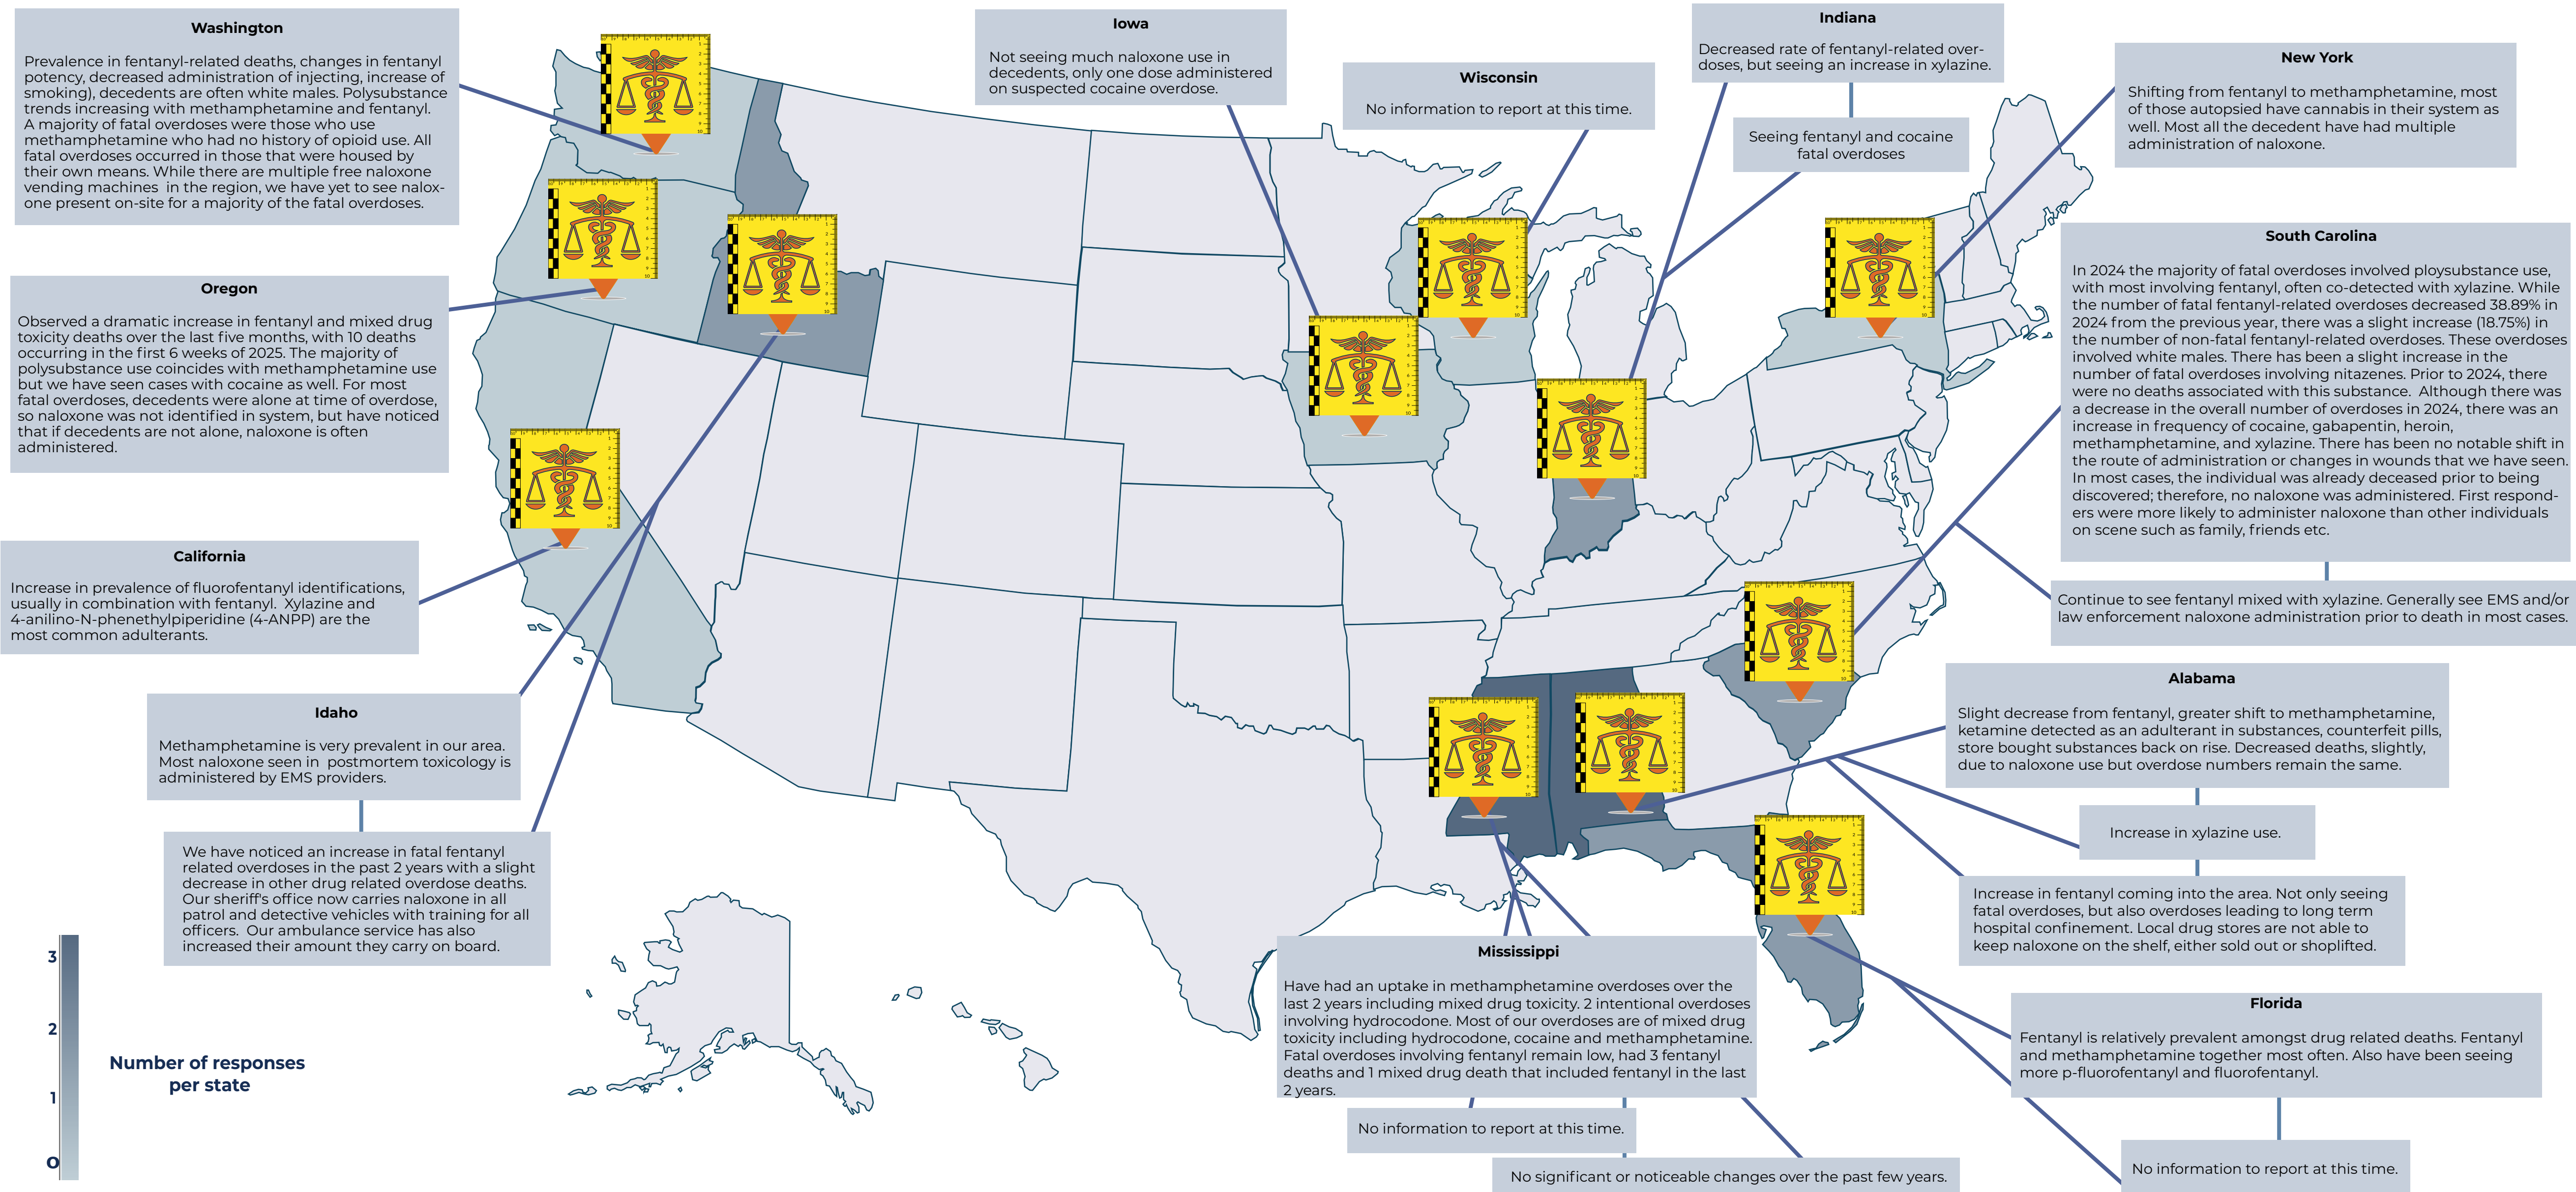 Washington
Prevalence in fentanyl-related deaths, changes in fentanyl
potency, decreased administration of injecting, increase of
smoking), decedents are often white males. Polysubstance
trends increasing with methamphetamine and fentanyl.
A majority of fatal overdoses were those who use
methamphetamine who had no history of opioid use. All
fatal overdoses occurred in those that were housed by
their own means. While there are multiple free naloxone
vending machines in the region, we have yet to see nalox-
one present on-site for a majority of the fatal overdoses.
Oregon
Observed a dramatic increase in fentanyl and mixed drug
toxicity deaths over the last five months, with 10 deaths
occurring in the first 6 weeks of 2025. The majority of
polysubstance use coincides with methamphetamine use
but we have seen cases with cocaine as well. For most
fatal overdoses, decedents were alone at time of overdose,
so naloxone was not identified in system, but have noticed
that if decedents are not alone, naloxone is often
administered.
California
Increase in prevalence of fluorofentanyl identifications,
usually in combination with fentanyl. Xylazine and
4-anilino-N-phenethylpiperidine (4-ANPP) are the
most common adulterants.
Idaho
Methamphetamine is very prevalent in our area.
Most naloxone seen in postmortem toxicology is
administered by EMS providers.
We have noticed an increase in fatal fentanyl
related overdoses in the past 2 years with a slight
decrease in other drug related overdose deaths.
Our sheriff's office now carries naloxone in all
patrol and detective vehicles with training for all
officers. Our ambulance service has also
increased their amount they carry on board.
3
2
1
0
Number of responses
per state
Iowa
Not seeing much naloxone use in
decedents, only one dose administered
on suspected cocaine overdose.
Wisconsin
No information to report at this time.
Indiana
Decreased rate of fentanyl-related over-
doses, but seeing an increase in xylazine.
Seeing fentanyl and cocaine
fatal overdoses
New York
Shifting from fentanyl to methamphetamine, most
of those autopsied have cannabis in their system as
well. Most all the decedent have had multiple
administration of naloxone.
South Carolina
In 2024 the majority of fatal overdoses involved ploysubstance use,
with most involving fentanyl, often co-detected with xylazine. While
the number of fatal fentanyl-related overdoses decreased 38.89% in
2024 from the previous year, there was a slight increase (18.75%) in
the number of non-fatal fentanyl-related overdoses. These overdoses
involved white males. There has been a slight increase in the
number of fatal overdoses involving nitazenes. Prior to 2024, there
were no deaths associated with this substance. Although there was
a decrease in the overall number of overdoses in 2024, there was an
increase in frequency of cocaine, gabapentin, heroin,
methamphetamine, and xylazine. There has been no notable shift in
the route of administration or changes in wounds that we have seen.
In most cases, the individual was already deceased prior to being
discovered; therefore, no naloxone was administered. First respond-
ers were more likely to administer naloxone than other individuals
on scene such as family, friends etc.
Continue to see fentanyl mixed with xylazine. Generally see EMS and/or
law enforcement naloxone administration prior to death in most cases.
Alabama
Slight decrease from fentanyl, greater shift to methamphetamine,
ketamine detected as an adulterant in substances, counterfeit pills,
store bought substances back on rise. Decreased deaths, slightly,
due to naloxone use but overdose numbers remain the same.
Increase in xylazine use.
Increase in fentanyl coming into the area. Not only seeing
fatal overdoses, but also overdoses leading to long term
hospital confinement. Local drug stores are not able to
keep naloxone on the shelf, either sold out or shoplifted.
Mississippi
Have had an uptake in methamphetamine overdoses over the
last 2 years including mixed drug toxicity. 2 intentional overdoses
involving hydrocodone. Most of our overdoses are of mixed drug
toxicity including hydrocodone, cocaine and methamphetamine.
Fatal overdoses involving fentanyl remain low, had 3 fentanyl
deaths and 1 mixed drug death that included fentanyl in the last
2 years.
No information to report at this time.
No significant or noticeable changes over the past few years.
Florida
Fentanyl is relatively prevalent amongst drug related deaths. Fentanyl
and methamphetamine together most often. Also have been seeing
more p-fluorofentanyl and fluorofentanyl.
No information to report at this time.